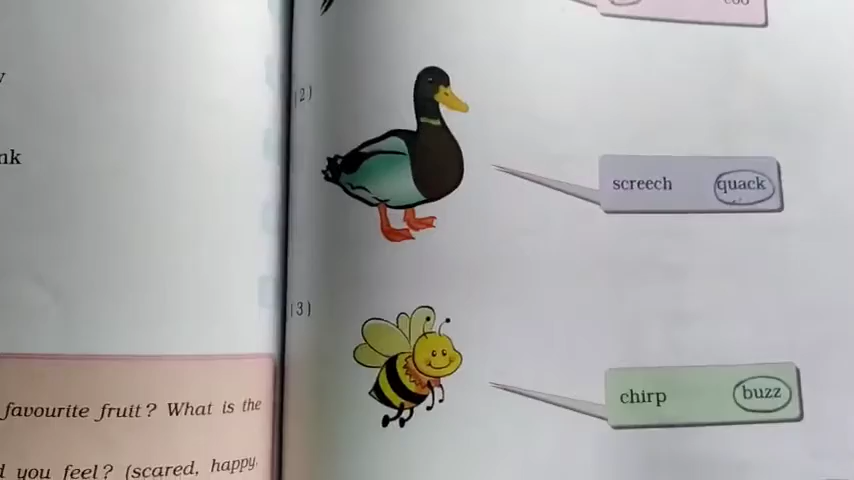 nk
favourite fruit? What is the
you feel? (scared, happy,
(2)
screech quack
(3)
chirp buzz